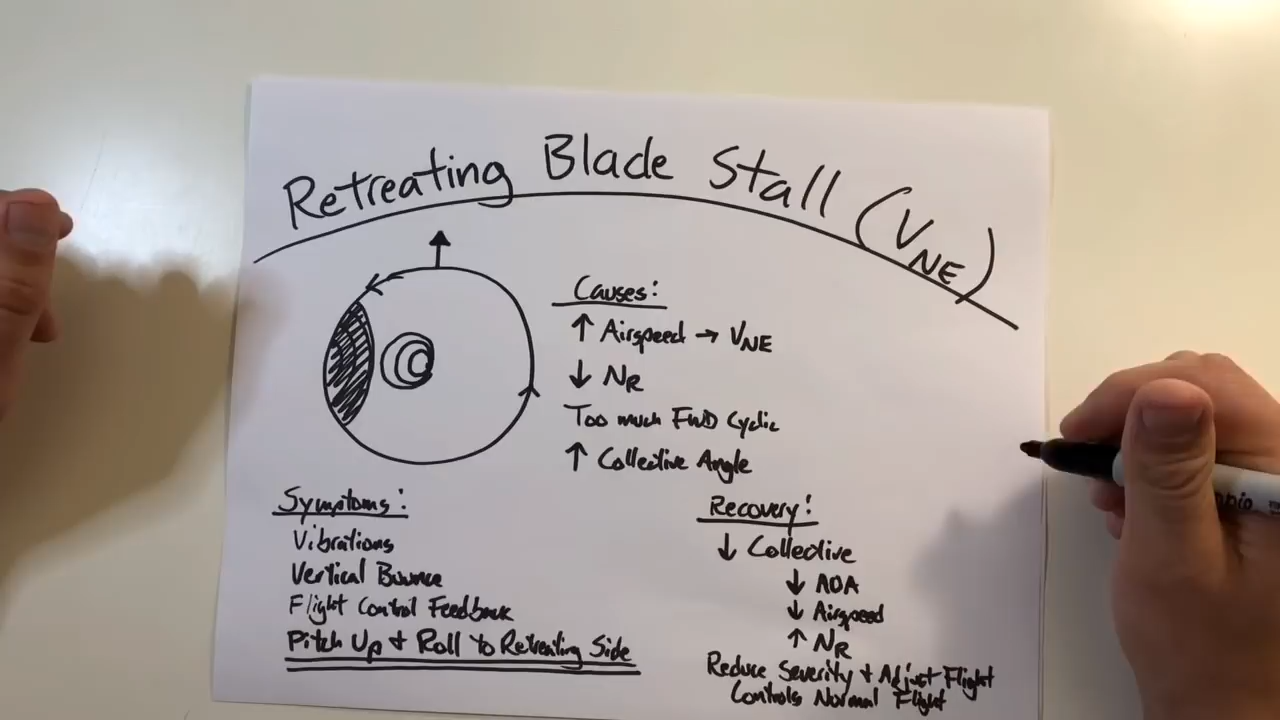 Retreating Blade Stall (VNE)
Causes:
↑ Airspeed → VNE
↓ NR
Too much FWD Cyclic
↑ Collective Angle
Symptoms:
Vibrations
Vertical Bounce
Flight Control Feedback
Pitch Up + Roll to Retreating Side
Recovery:
↓ Collective
↓ AOA
↓ Airspeed
↑ NR
Reduce Severity + Adjust Flight
Controls Normal Flight